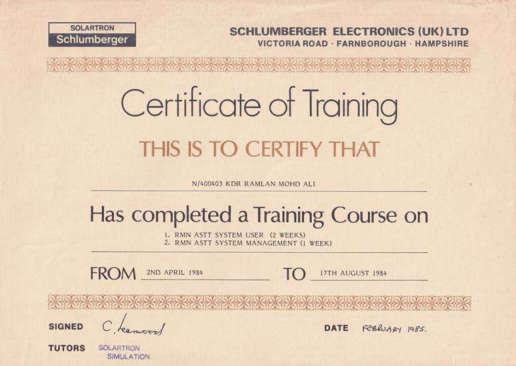 SOLARTRON
Schlumberger
SCHLUMBERGER ELECTRONICS (UK) LTD
VICTORIA ROAD · FARNBOROUGH · HAMPSHIRE
Certificate of Training
THIS IS TO CERTIFY THAT
N/400403 KDR RAMLAN MOHD ALI
Has completed a Training Course on
1. RMN ASTT SYSTEM USER (2 WEEKS)
2. RMN ASTT SYSTEM MANAGEMENT (1 WEEK)
FROM 2ND APRIL 1984 TO 17TH AUGUST 1984
SIGNED C. DATE FEBRUARY 1985.
TUTORS SOLARTRON
SIMULATION